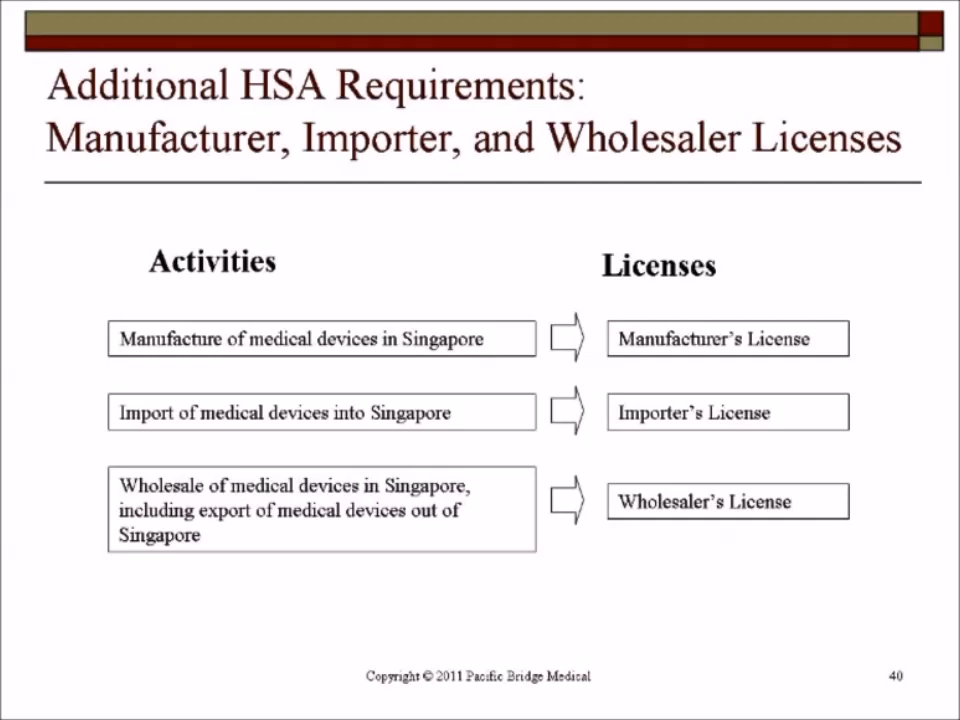 Additional HSA Requirements:
Manufacturer, Importer, and Wholesaler Licenses
Activities
Licenses
Manufacture of medical devices in Singapore
Manufacturer's License
Import of medical devices into Singapore
Importer's License
Wholesale of medical devices in Singapore,
including export of medical devices out of
Singapore
Wholesaler's License
Copyright © 2011 Pacific Bridge Medical
40